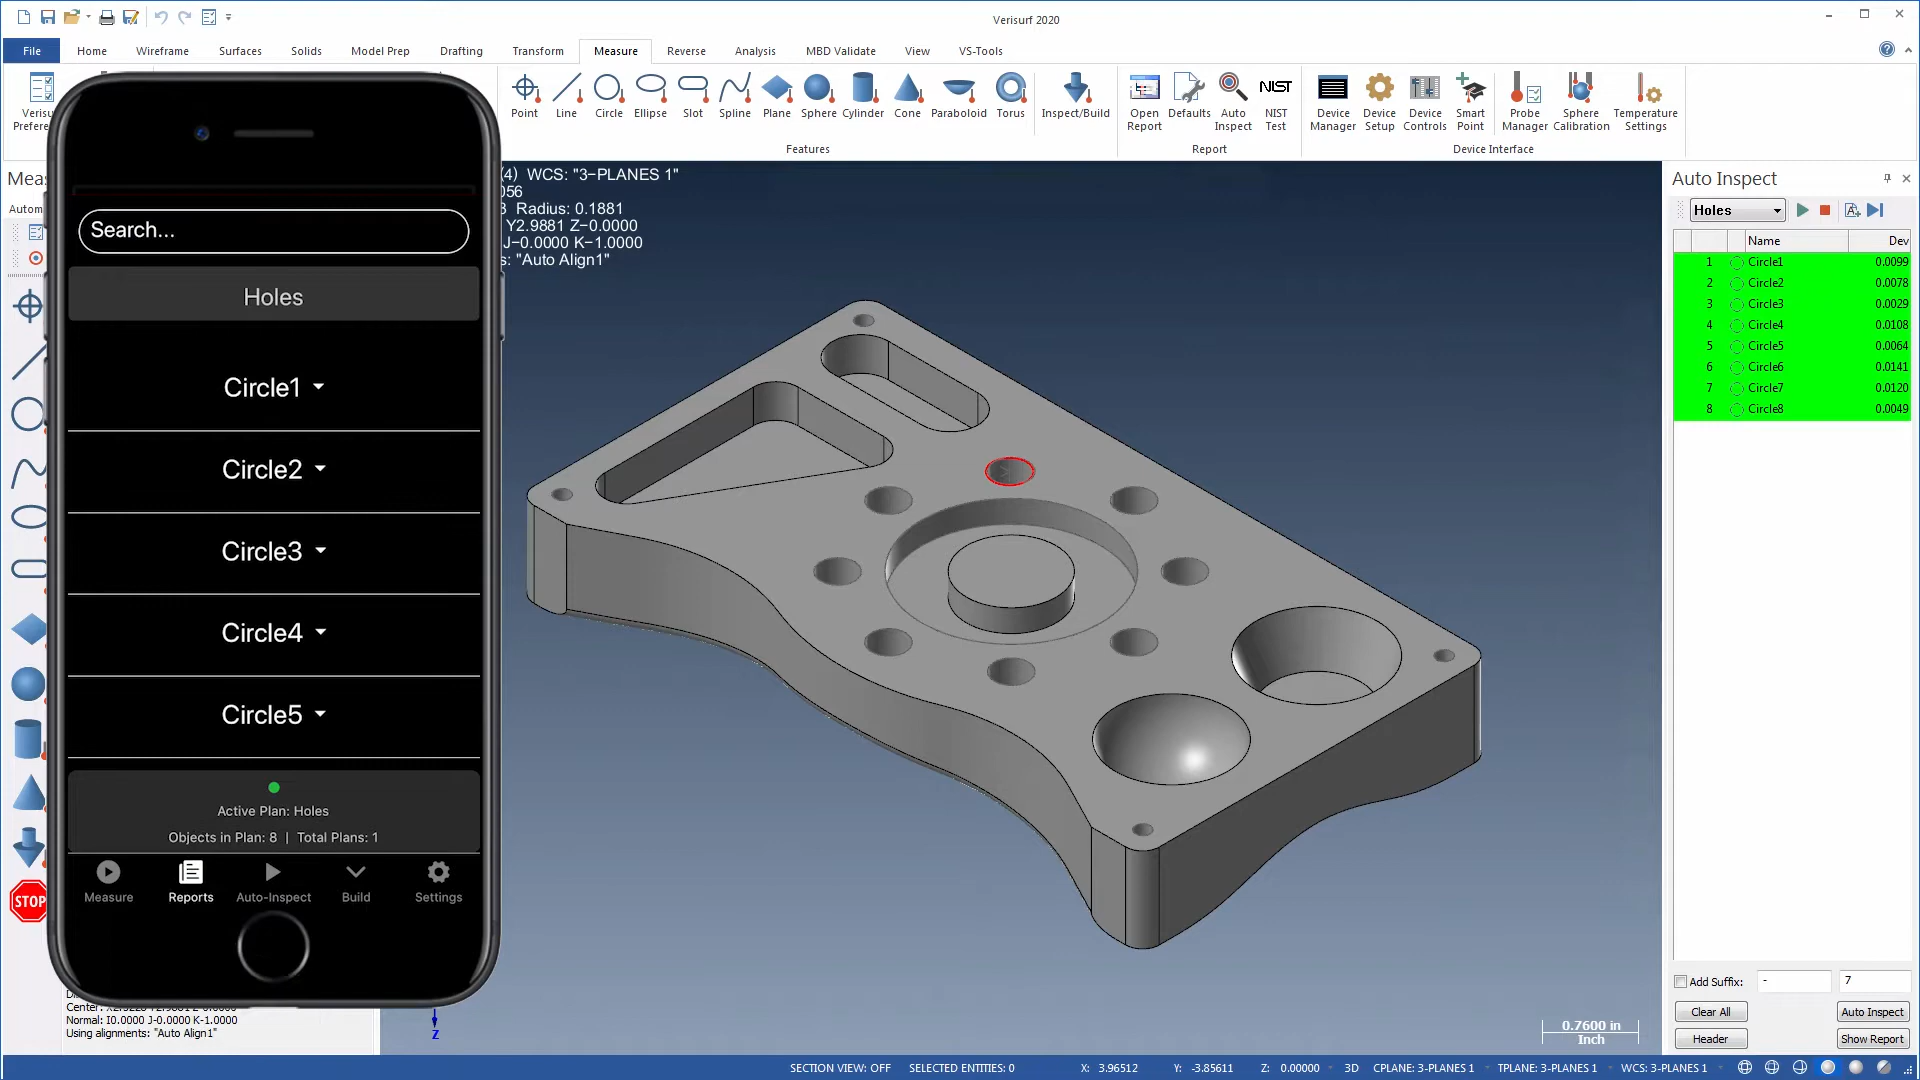 Verisurf 2020
File
Home
Wireframe
Surfaces
Solids
Model Prep
Drafting
Transform
Measure
Reverse
Analysis
MBD Validate
View
VS-Tools
Point
Line
Circle
Ellipse
Slot
Spline
Plane
Sphere
Cylinder
Cone
Paraboloid
Torus
Inspect/Build
Open
Report
Defaults
Auto
Inspect
NIST
NIST
Test
Device
Manager
Device
Setup
Device
Controls
Smart
Point
Probe
Manager
Sphere
Calibration
Temperature
Settings
Features
Report
Device Interface
(4) WCS: "3-PLANES 1"
Radius: 0.1881
Y2.9881 Z-0.0000
J-0.0000 K-1.0000
"Auto Align1"
Search...
Holes
Circle1
Circle2
Circle3
Circle4
Circle5
Active Plan: Holes
Objects in Plan: 8 | Total Plans: 1
Measure
Reports
Auto-Inspect
Build
Settings
STOP
Normal: I0.0000 J-0.0000 K-1.0000
Using alignments: "Auto Align1"
Z
0.7600 in
Inch
Auto Inspect
Holes
Name Dev
1 Circle1 0.0099
2 Circle2 0.0078
3 Circle3 0.0029
4 Circle4 0.0108
5 Circle5 0.0064
6 Circle6 0.0141
7 Circle7 0.0120
8 Circle8 0.0049
Add Suffix: - 7
Clear All
Auto Inspect
Header
Show Report
SECTION VIEW: OFF SELECTED ENTITIES: 0 X: 3.96512 Y: -3.85611 Z: 0.00000 3D CPLANE: 3-PLANES 1 TPLANE: 3-PLANES 1 WCS: 3-PLANES 1